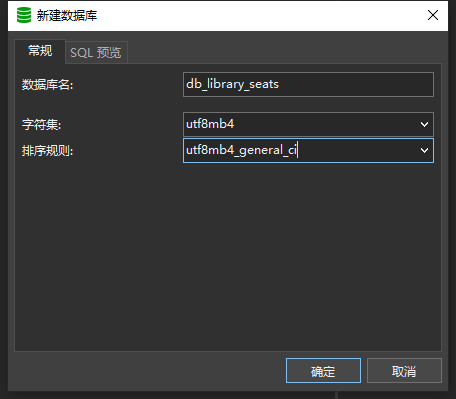 新建数据库
常规 SQL 预览
数据库名: db_library_seats
字符集: utf8mb4
排序规则: utf8mb4_general_ci
确定 取消